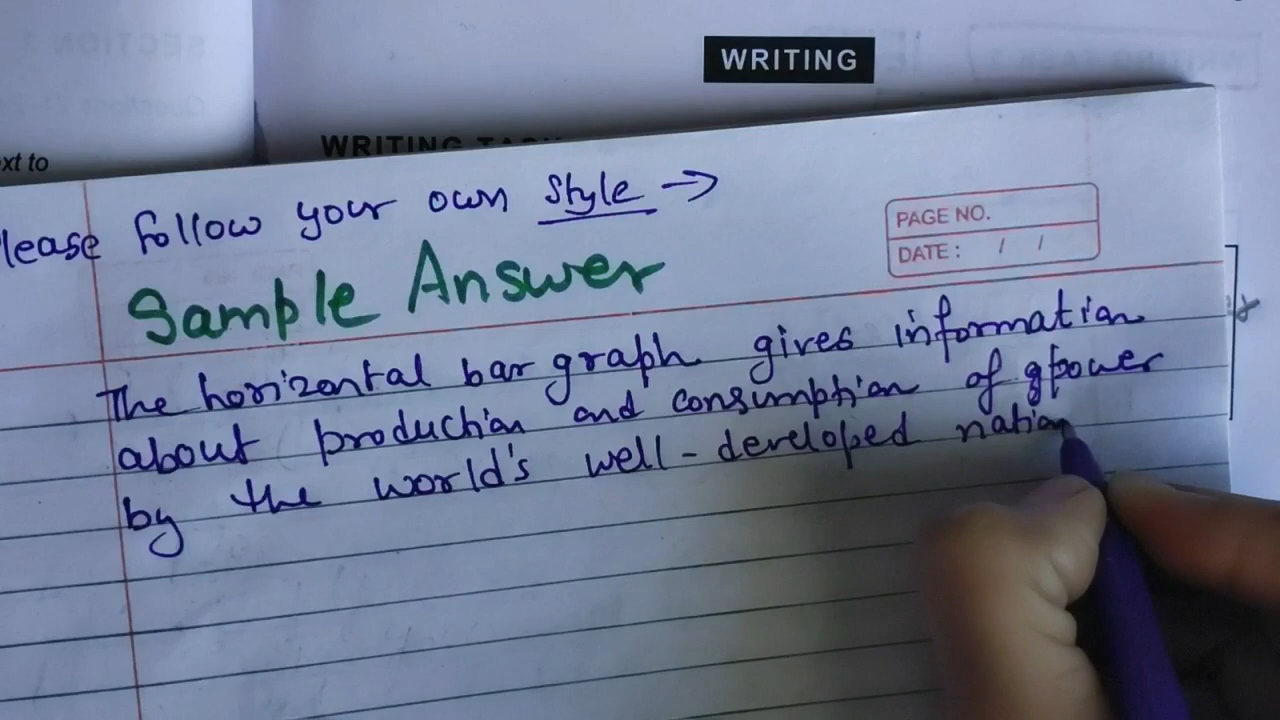 WRITING
WRITING
xt to
lease follow your own style →
PAGE NO.
DATE: / /
Sample Answer
The horizontal bar graph gives information
about production and consumption of power
by the world's well-developed nation